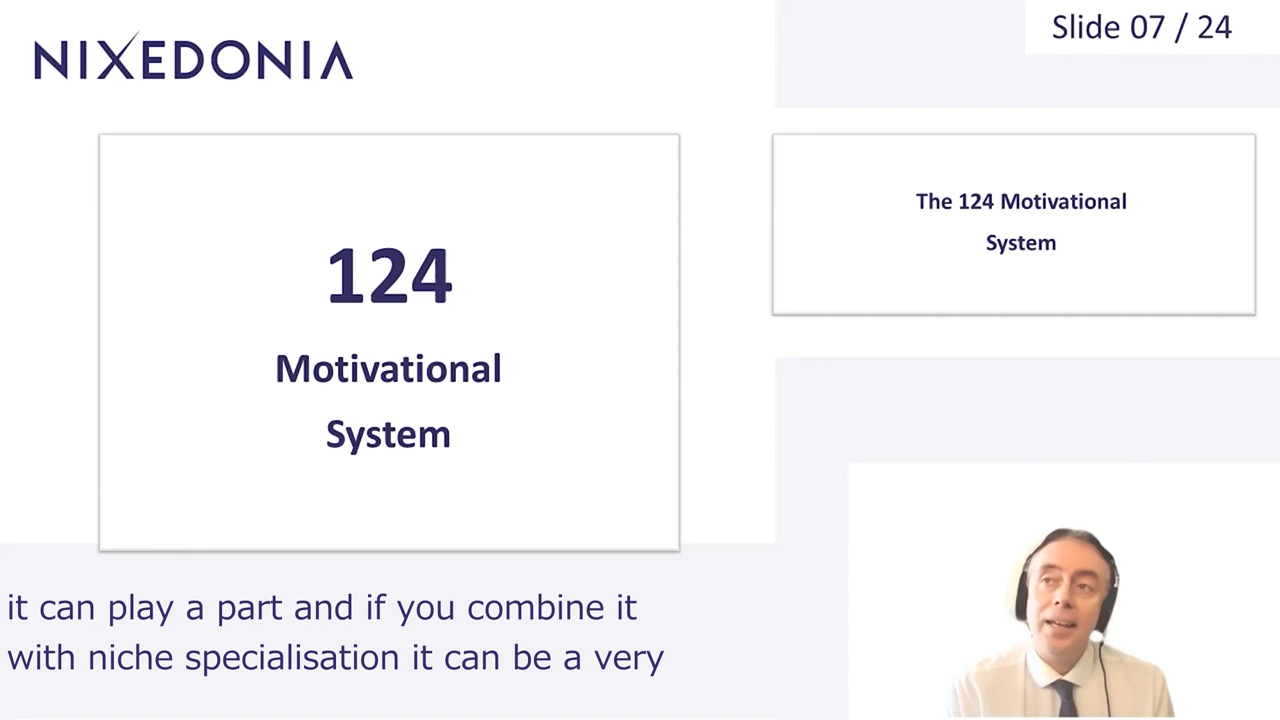 NIXEDONIA
Slide 07 / 24
124
Motivational
System
The 124 Motivational
System
it can play a part and if you combine it
with niche specialisation it can be a very